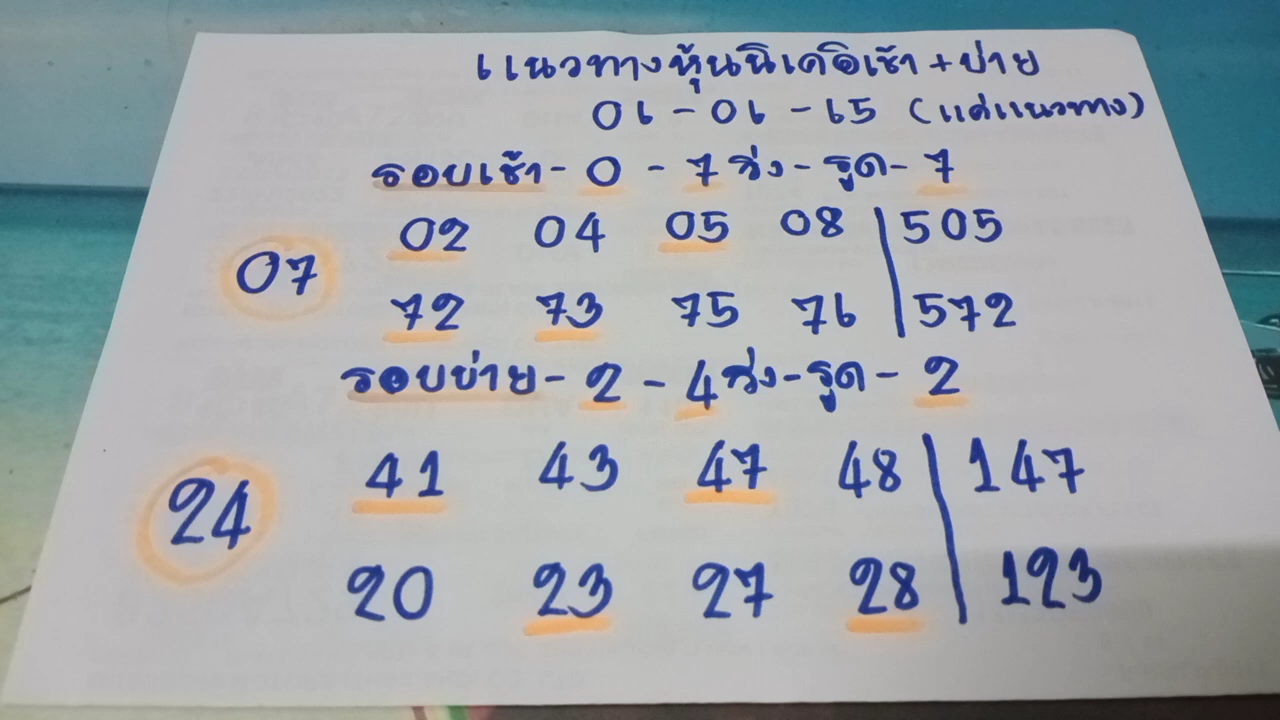 แนวทางหุ้นนิเคอิเช้า+บ่าย
06-06-65 (แค่แนวทาง)
รอบเช้า-0-7วิ่ง-รูด-7
02 04 05 08 505
07
72 73 75 76 572
รอบบ่าย-2-4วิ่ง-รูด-2
41 43 47 48 147
24
20 23 27 28 123